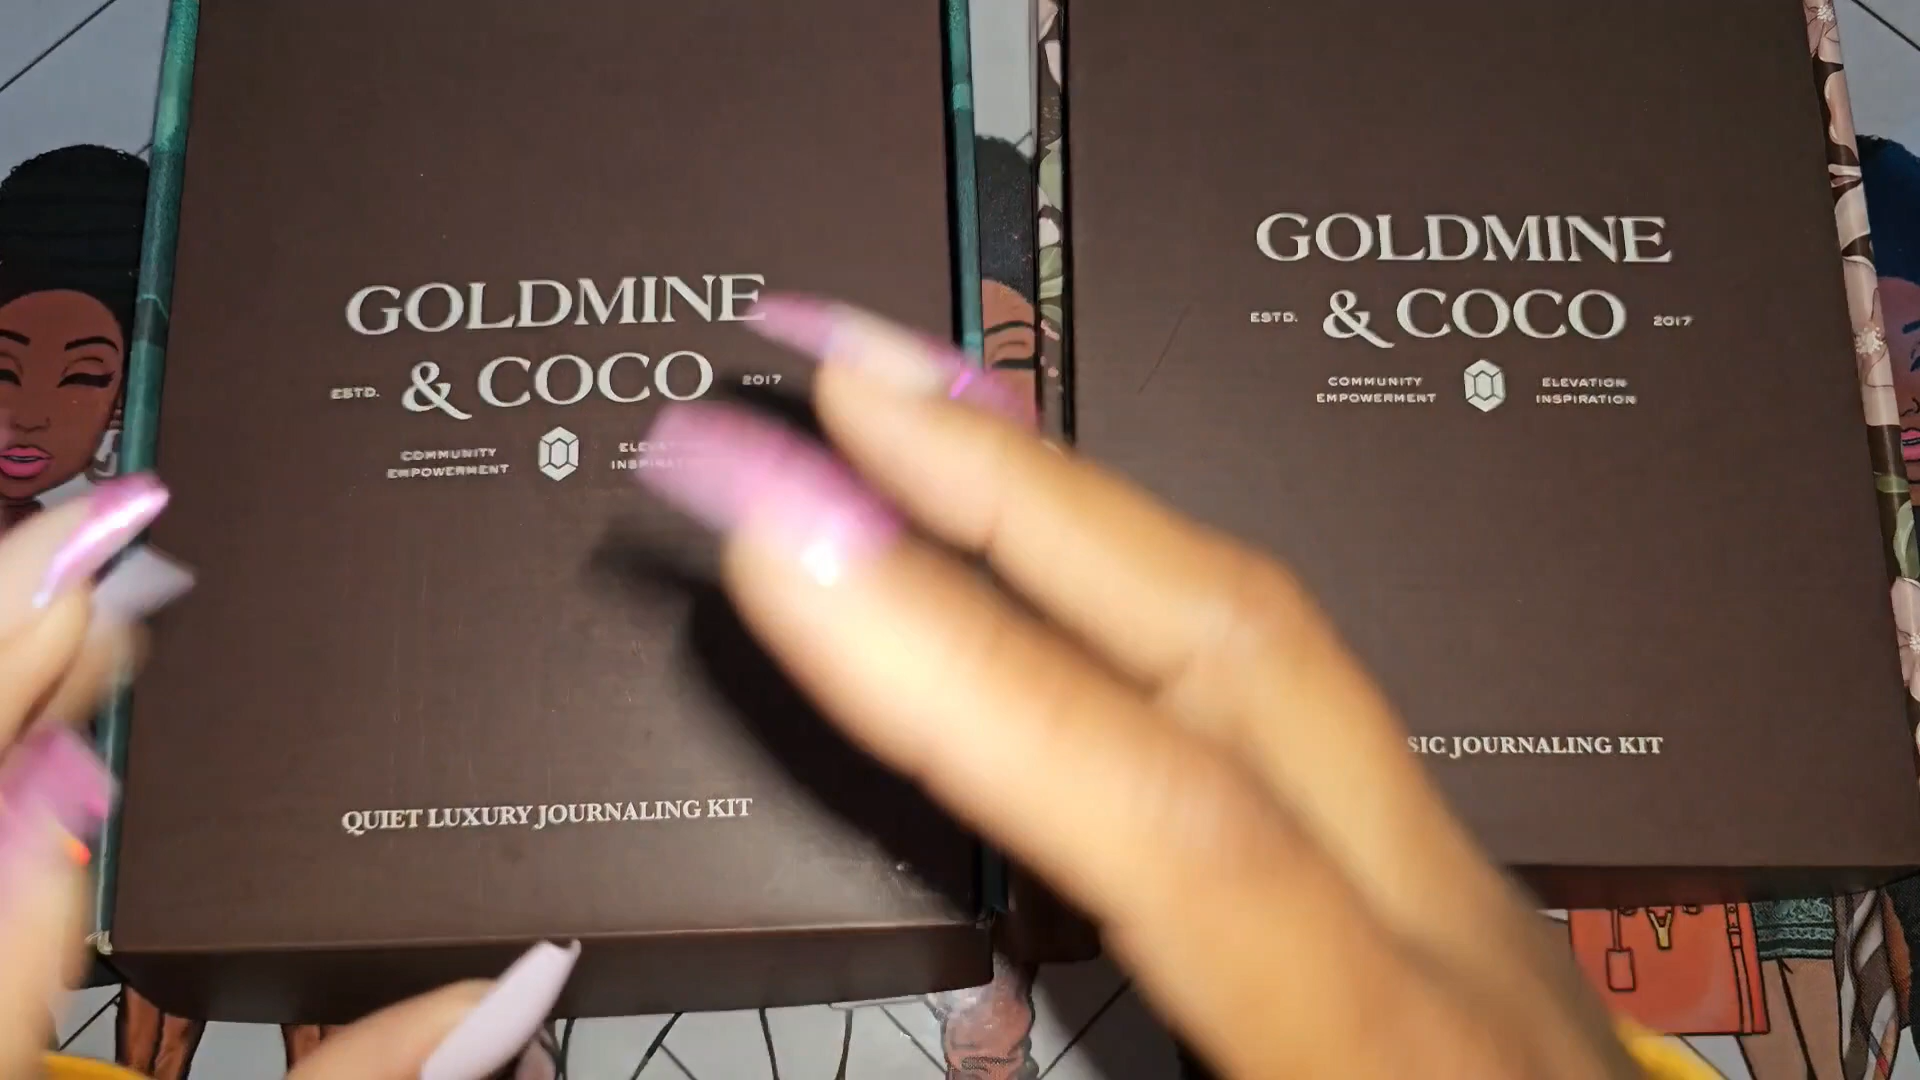 GOLDMINE
ESTD. & COCO 2017
COMMUNITY
EMPOWERMENT
QUIET LUXURY JOURNALING KIT
GOLDMINE
ESTD. & COCO 2017
COMMUNITY ELEVATION
EMPOWERMENT INSPIRATION
JOURNALING KIT